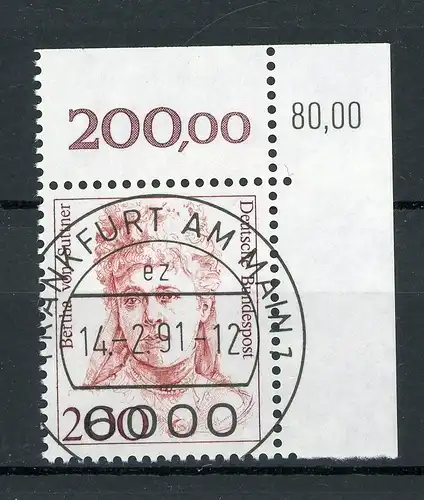 200,00
80,00
Bertha von Suttner
Deutsche Bundespost
FRANKFURT AM MAIN 1
ez
14.-2.91-12
200
6000